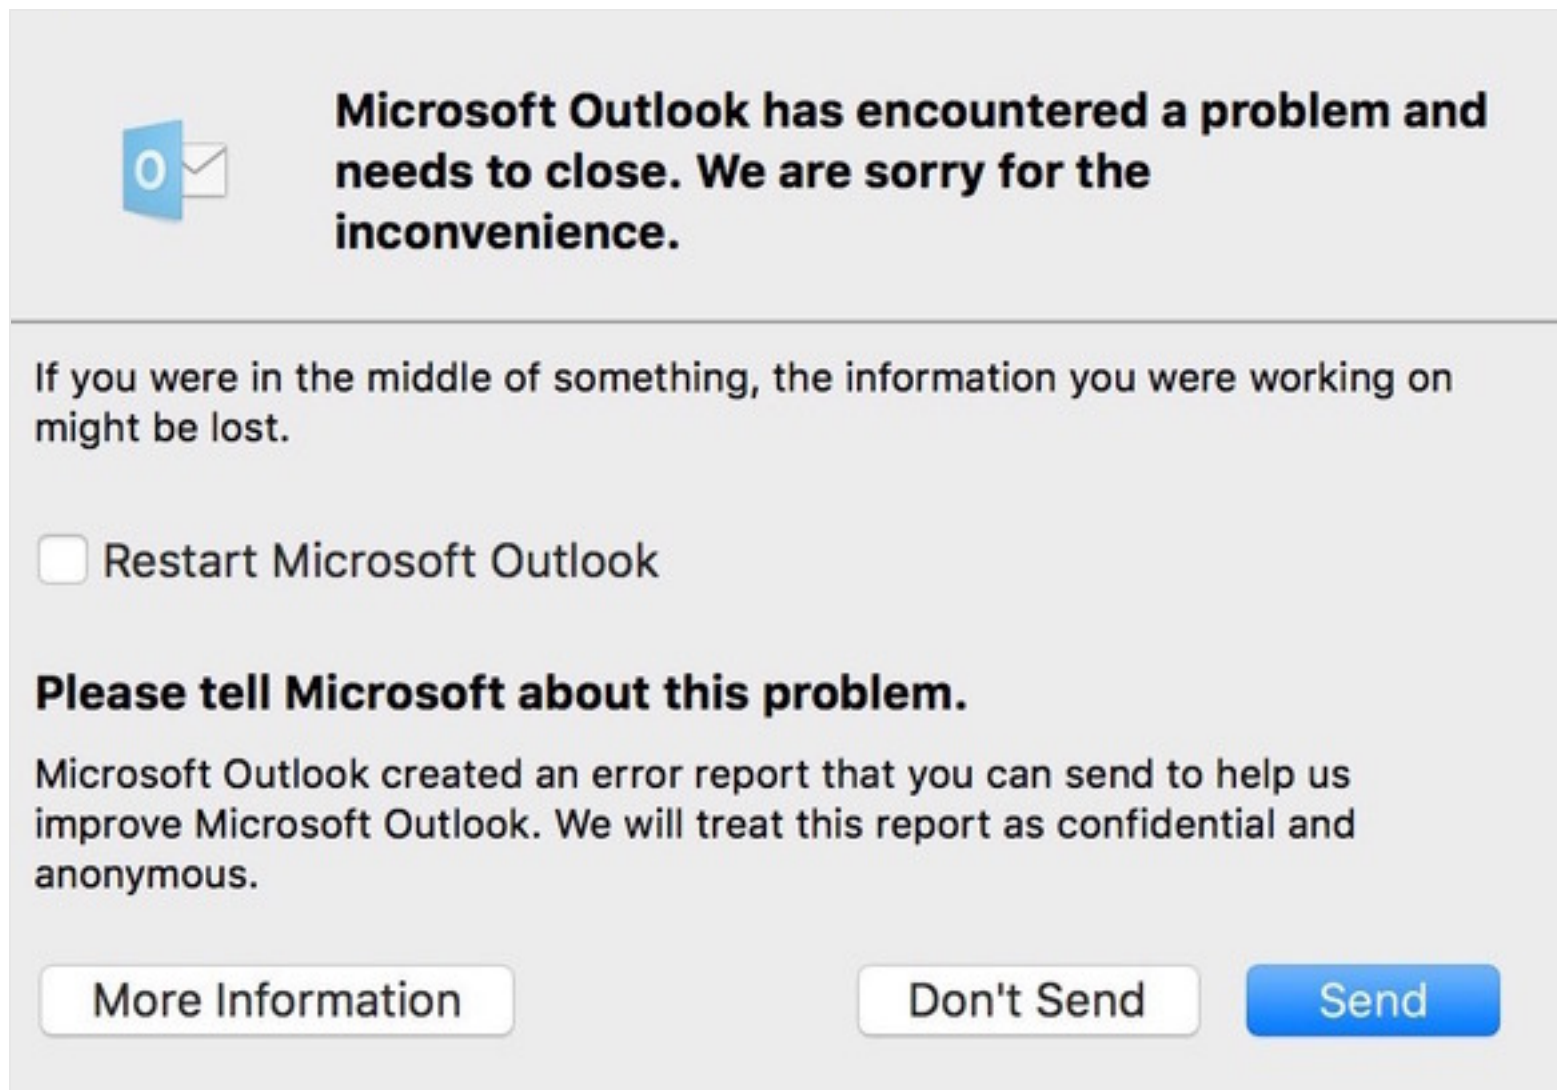 Microsoft Outlook has encountered a problem and
needs to close. We are sorry for the
inconvenience.
If you were in the middle of something, the information you were working on
might be lost.
Restart Microsoft Outlook
Please tell Microsoft about this problem.
Microsoft Outlook created an error report that you can send to help us
improve Microsoft Outlook. We will treat this report as confidential and
anonymous.
More Information Don't Send Send